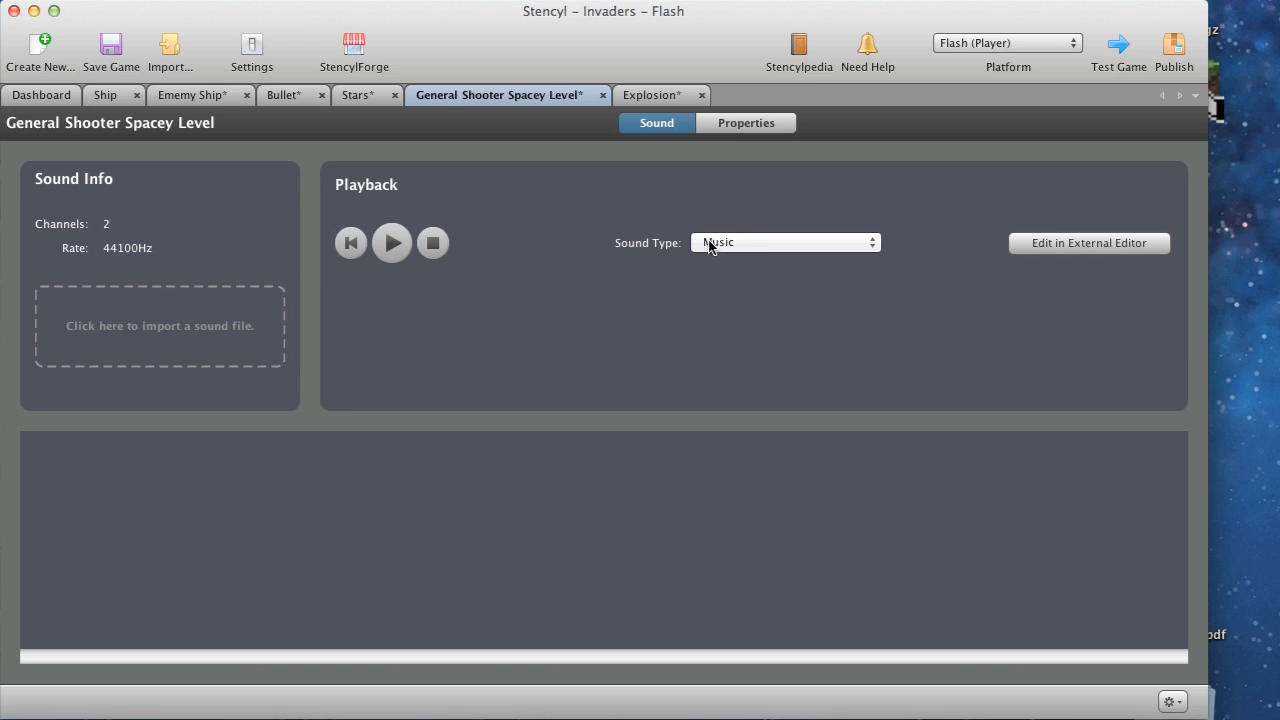 Stencyl – Invaders – Flash
Create New... Save Game Import... Settings StencylForge Stencylpedia Need Help Flash (Player) Platform Test Game Publish
Dashboard Ship Ememy Ship* Bullet* Stars* General Shooter Spacey Level* Explosion*
General Shooter Spacey Level Sound Properties
Sound Info
Channels: 2
Rate: 44100Hz
Click here to import a sound file.
Playback
Sound Type: Music
Edit in External Editor
gz
pdf